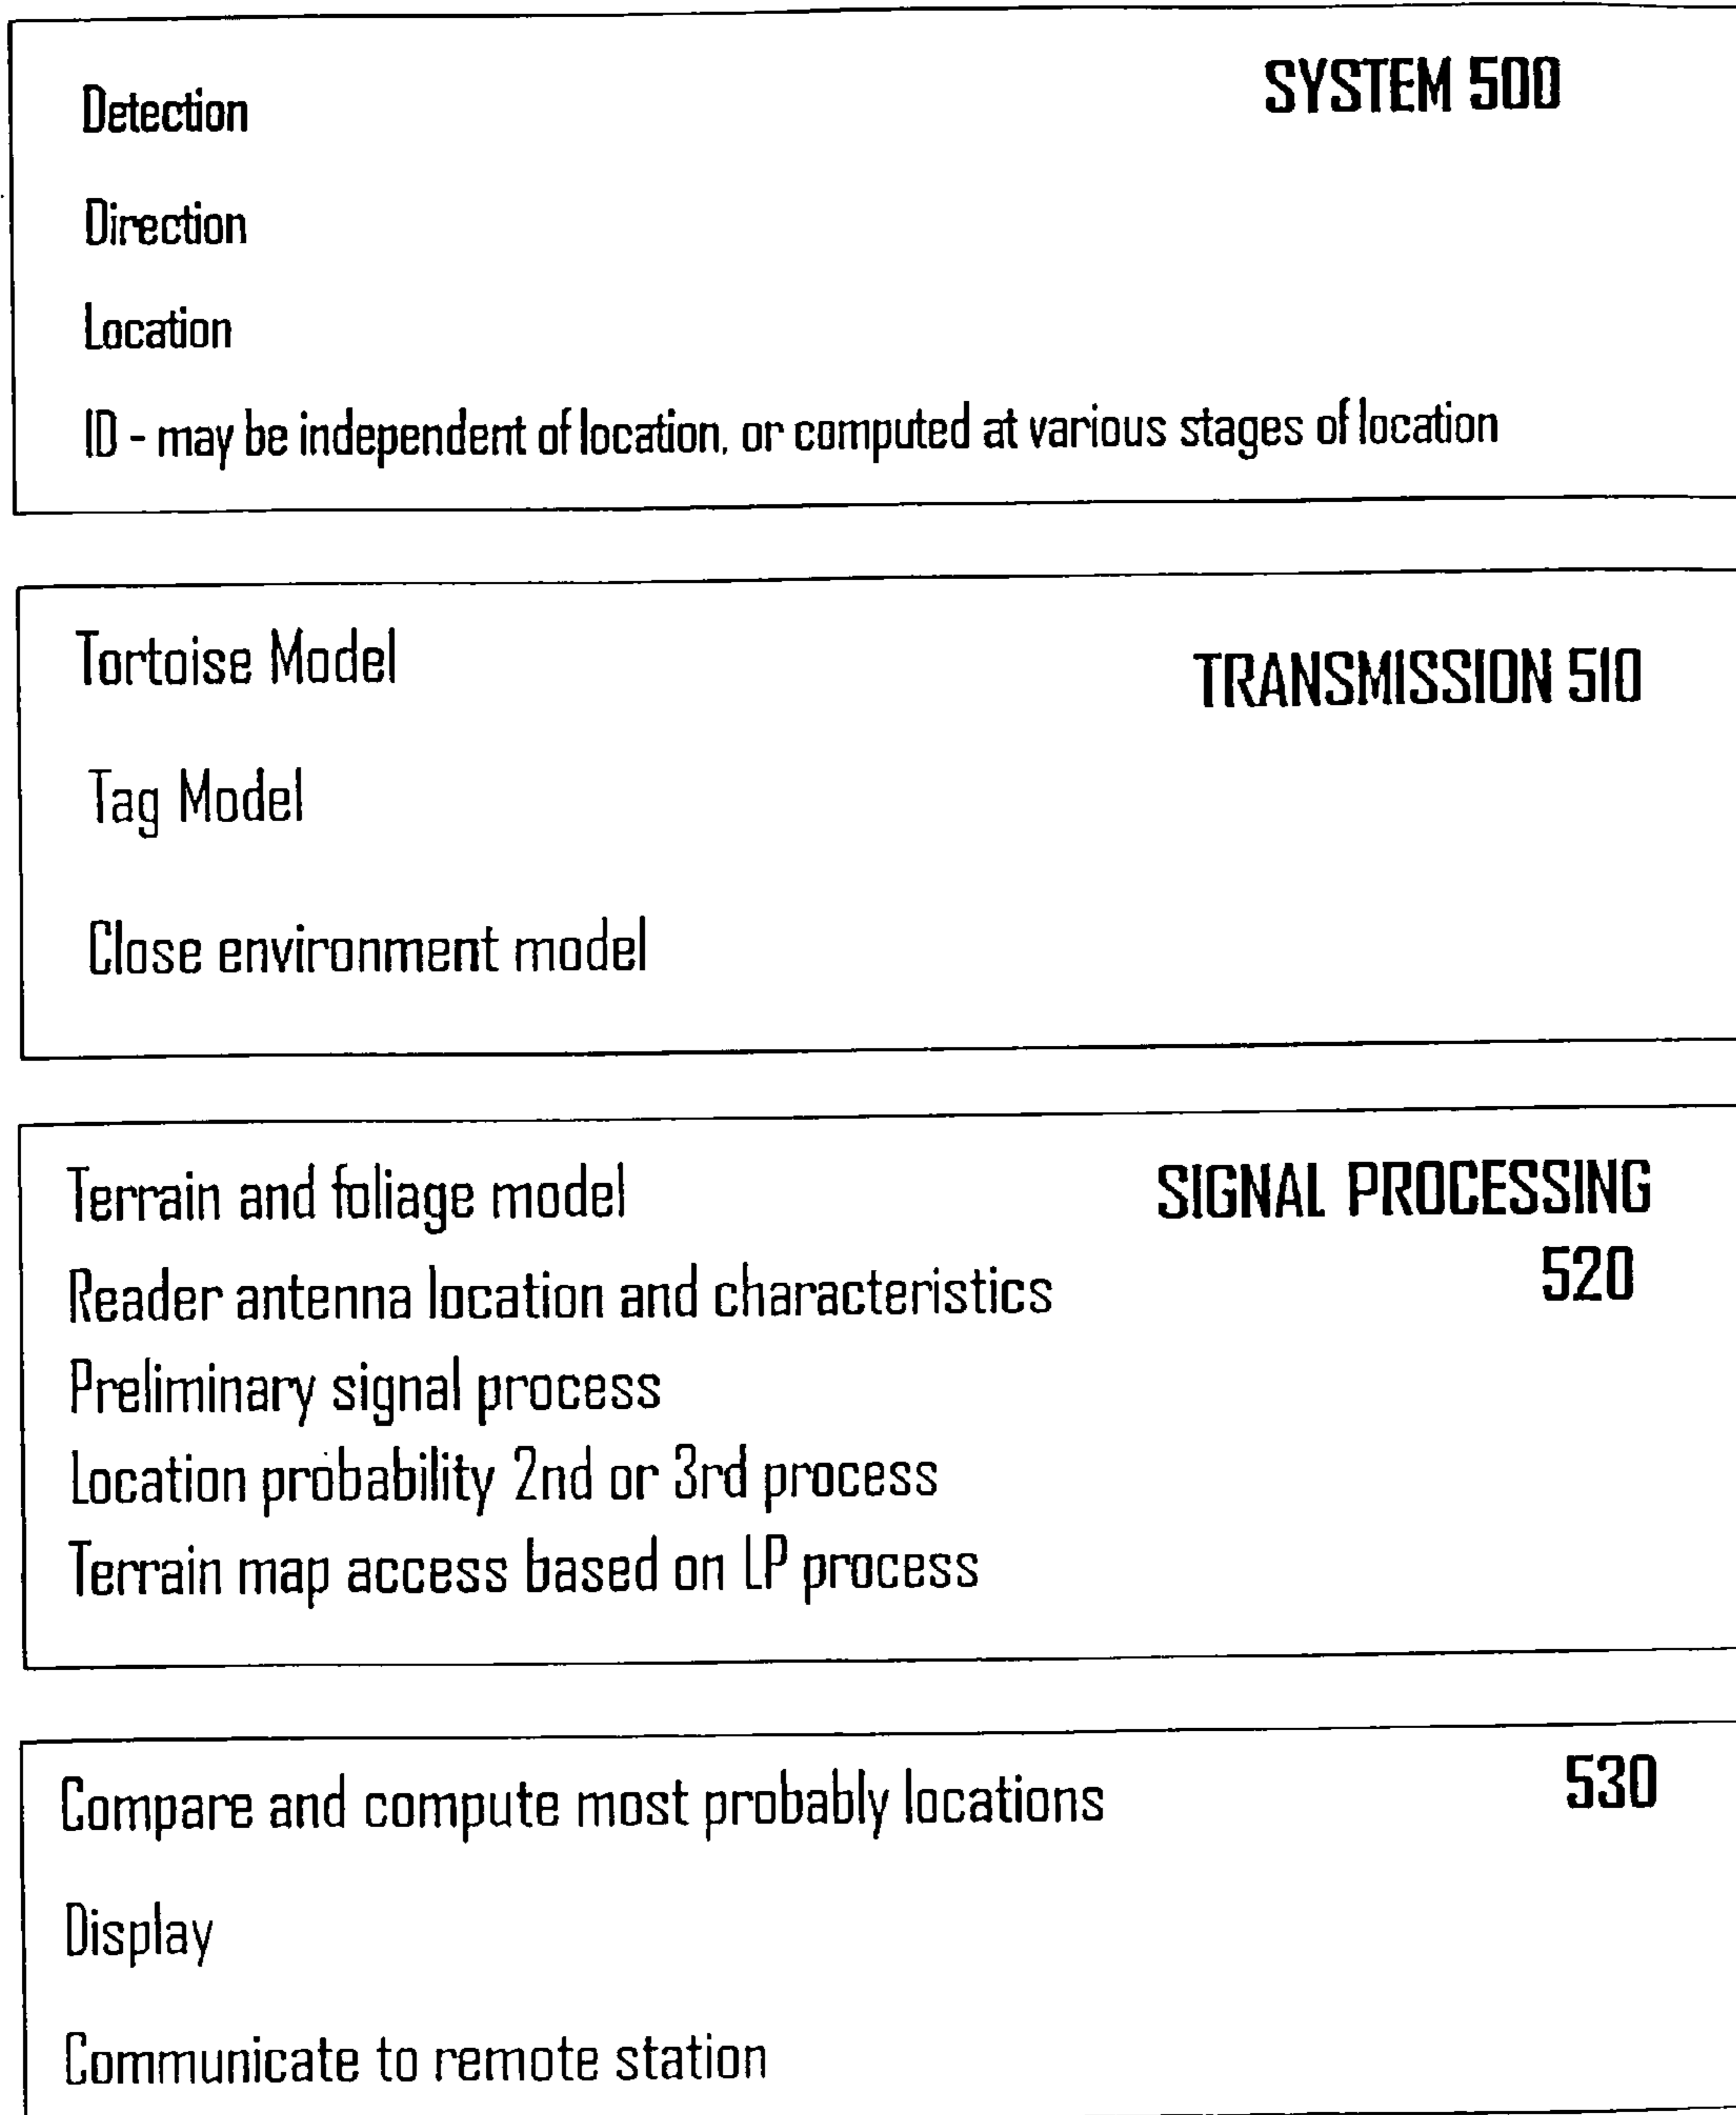 Detection
SYSTEM 500
Direction
Location
ID - may be independent of location, or computed at various stages of location
Tortoise Model
TRANSMISSION 510
Tag Model
Close environment model
Terrain and foliage model
SIGNAL PROCESSING
520
Reader antenna location and characteristics
Preliminary signal process
Location probability 2nd or 3rd process
Terrain map access based on LP process
Compare and compute most probably locations
530
Display
Communicate to remote station